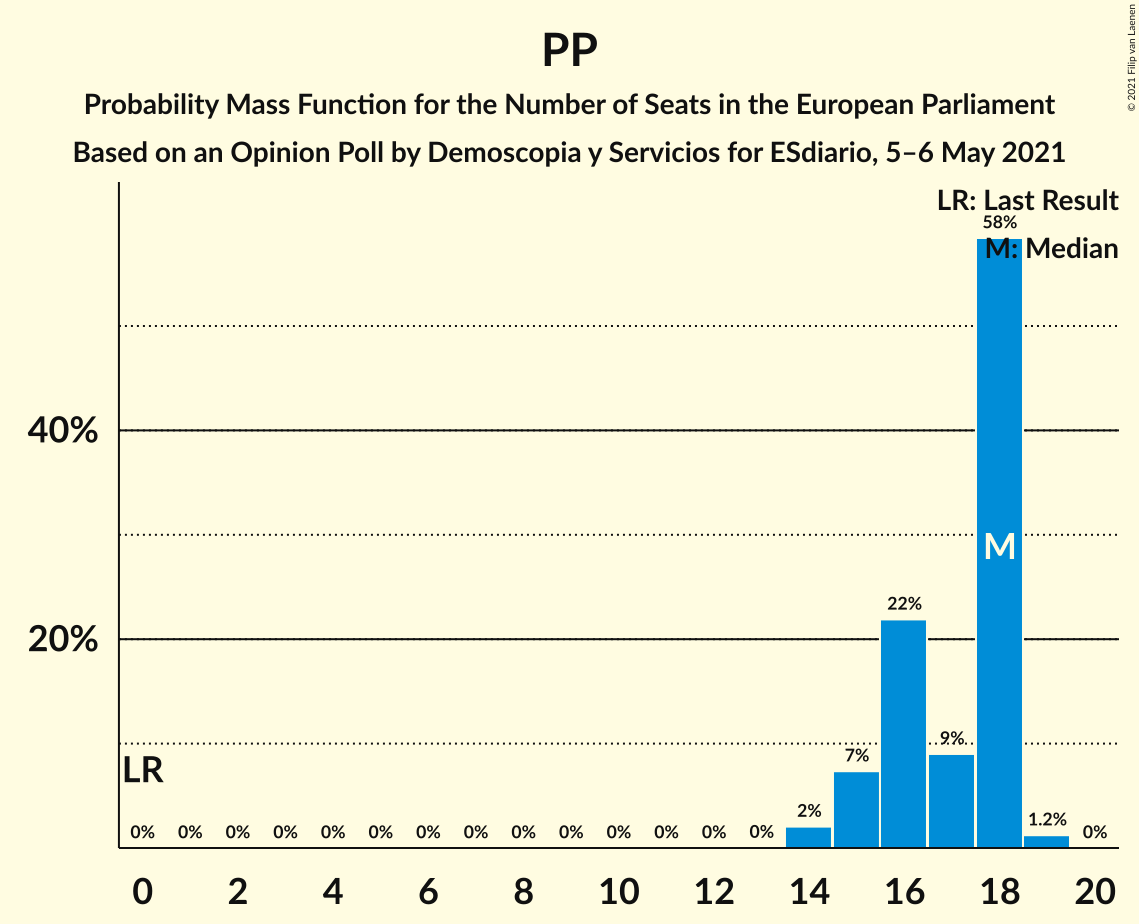 PP
Probability Mass Function for the Number of Seats in the European Parliament
Based on an Opinion Poll by Demoscopia y Servicios for ESdiario, 5–6 May 2021
© 2021 Filip van Laenen
LR: Last Result
M: Median
58%
40%
M
22%
20%
9%
7%
LR
2%
1.2%
0% 0% 0% 0% 0% 0% 0% 0% 0% 0% 0% 0% 0% 0% 0%
0 2 4 6 8 10 12 14 16 18 20